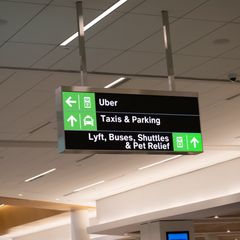 Uber
Taxis & Parking
Lyft, Buses, Shuttles
& Pet Relief